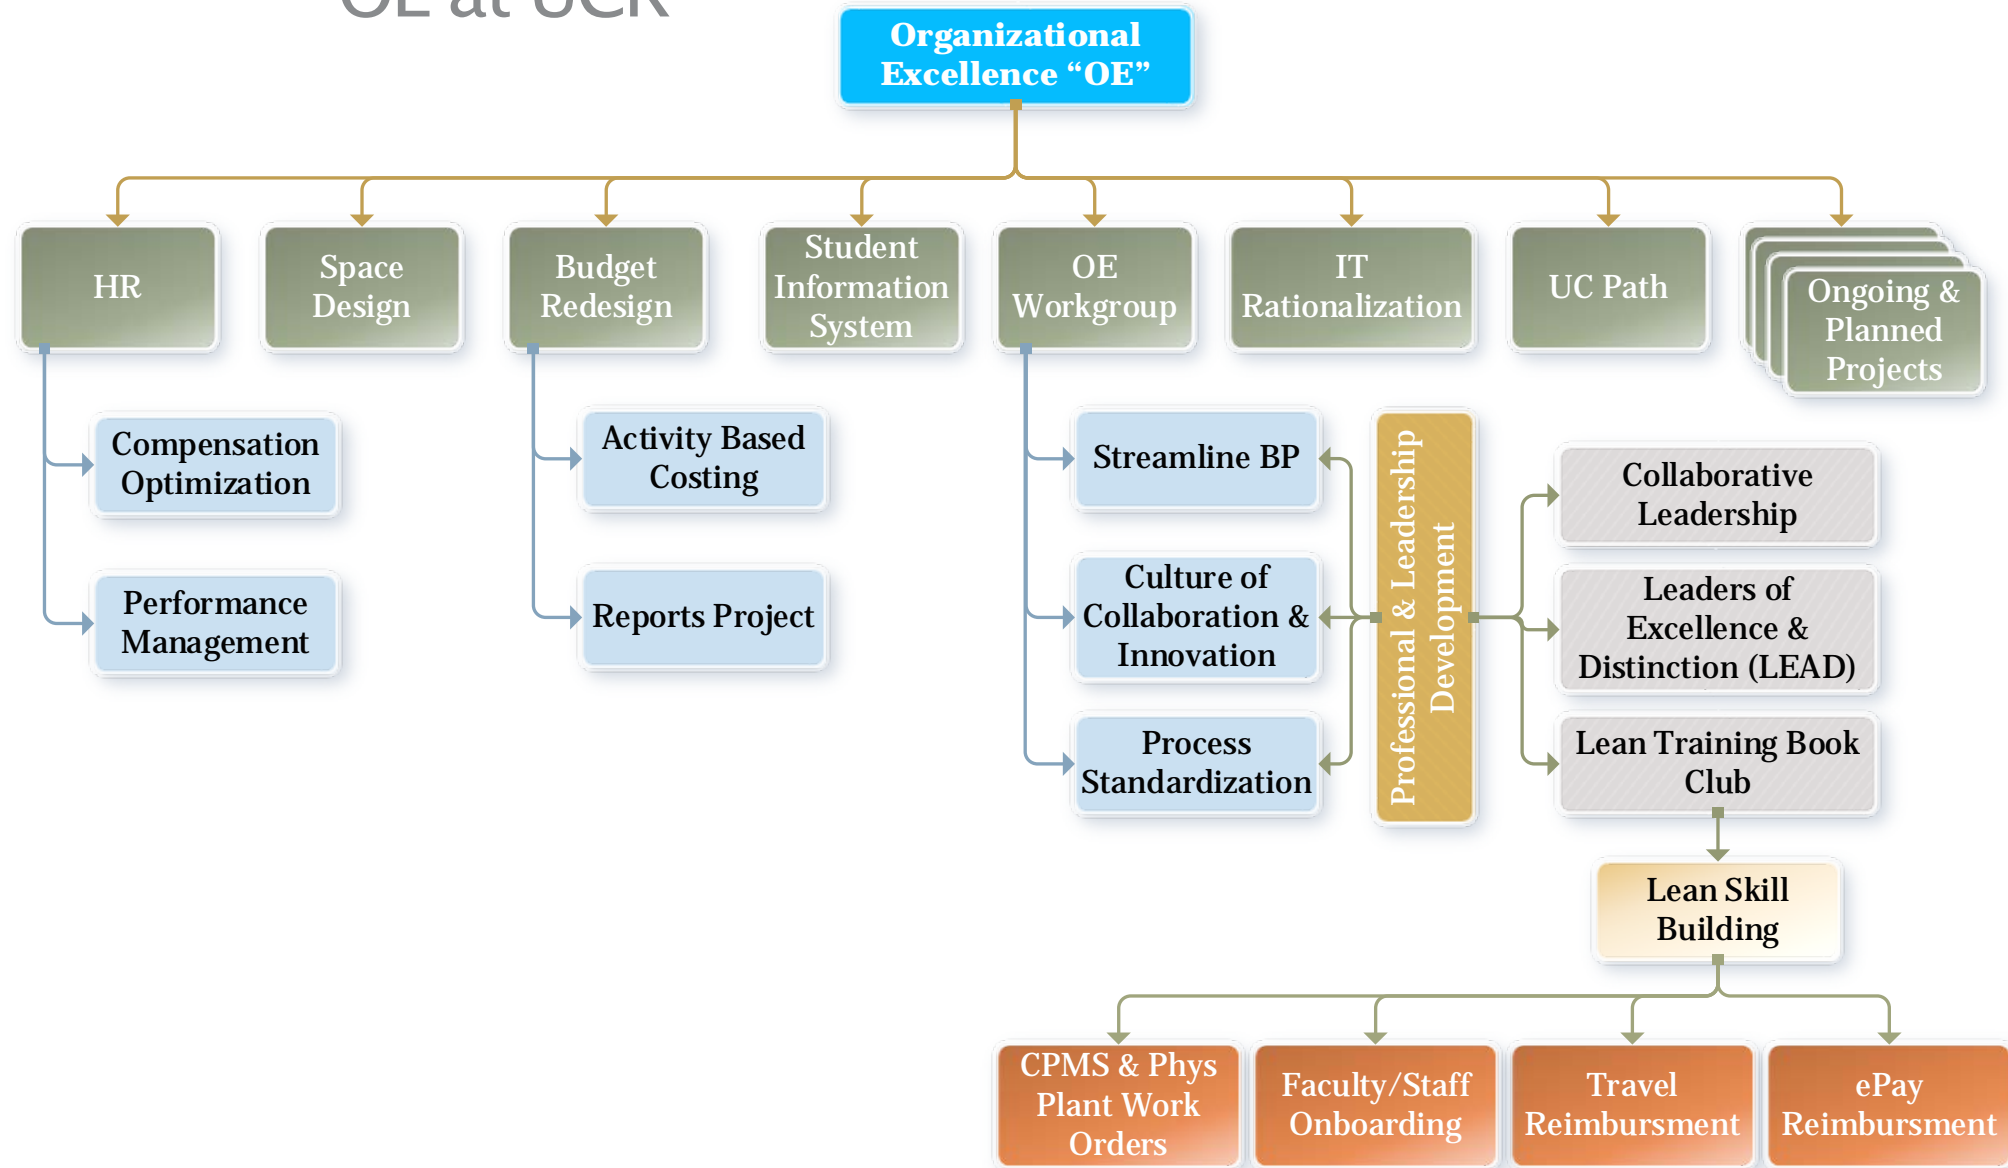 OE at UCR
Organizational
Excellence “OE”
HR
Space
Design
Budget
Redesign
Student
Information
System
OE
Workgroup
IT
Rationalization
UC Path
Ongoing &
Planned
Projects
Compensation
Optimization
Performance
Management
Activity Based
Costing
Reports Project
Streamline BP
Culture of
Collaboration &
Innovation
Process
Standardization
Professional & Leadership
Development
Collaborative
Leadership
Leaders of
Excellence &
Distinction (LEAD)
Lean Training Book
Club
Lean Skill
Building
CPMS & Phys
Plant Work
Orders
Faculty/Staff
Onboarding
Travel
Reimbursment
ePay
Reimbursment